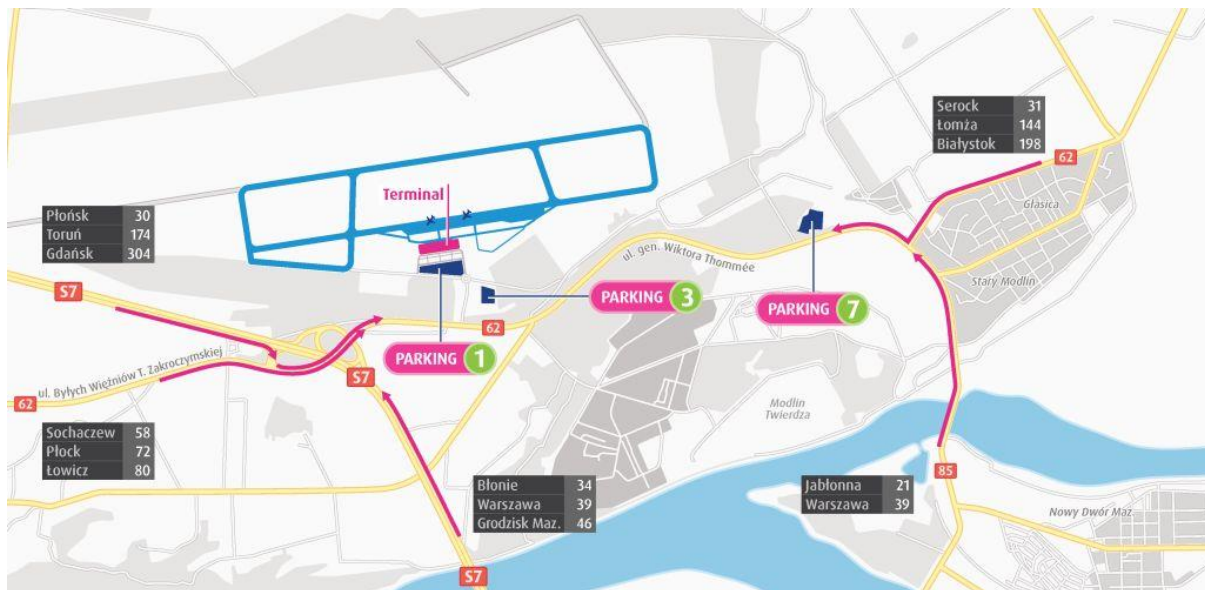 Serock 31
Łomża 144
Białystok 198
62
Głasica
Terminal
Płońsk 30
Toruń 174
Gdańsk 304
ul. gen. Wiktora Thommée
Stary Modlin
S7
PARKING 3
PARKING 7
62
PARKING 1
ul. Byłych Więźniów T. Zakroczymskiej
S7
62
Modlin
Twierdza
Sochaczew 58
Płock 72
Łowicz 80
85
Błonie 34
Warszawa 39
Grodzisk Maz. 46
Jabłonna 21
Warszawa 39
Nowy Dwór Maz.
S7